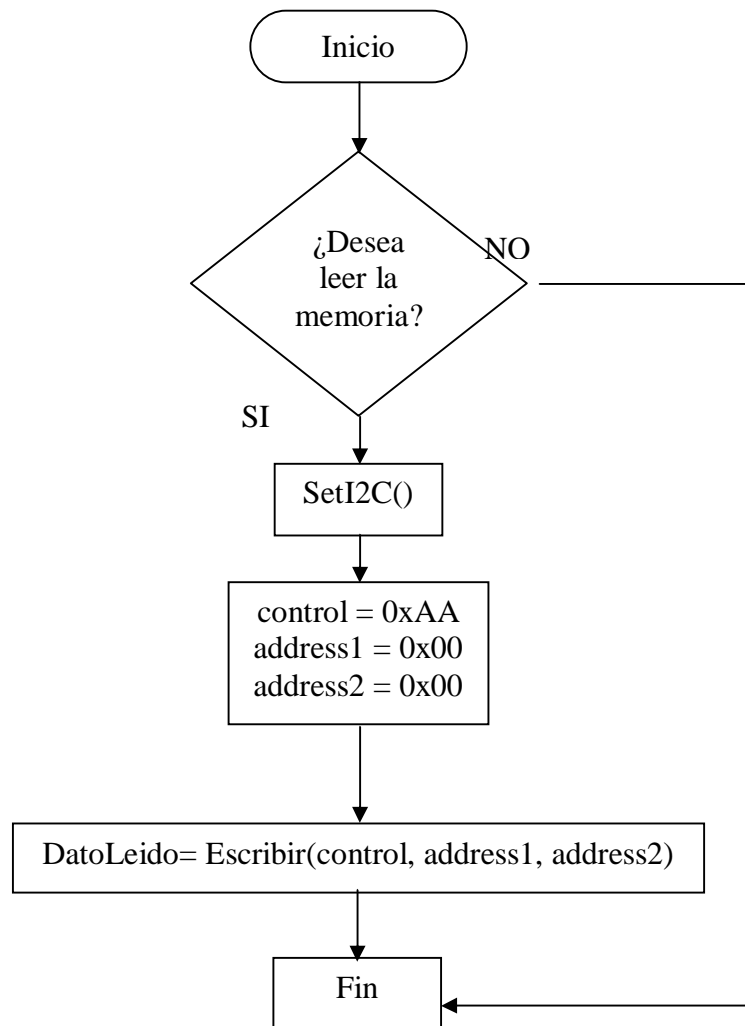 Inicio
¿Desea
leer la
memoria?
NO
SI
SetI2C()
control = 0xAA
address1 = 0x00
address2 = 0x00
DatoLeido= Escribir(control, address1, address2)
Fin